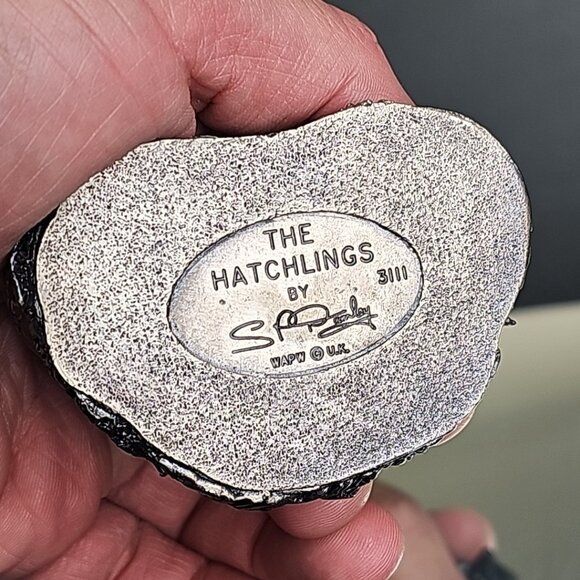 THE
HATCHLINGS
BY 3111
WAPW © U.K.